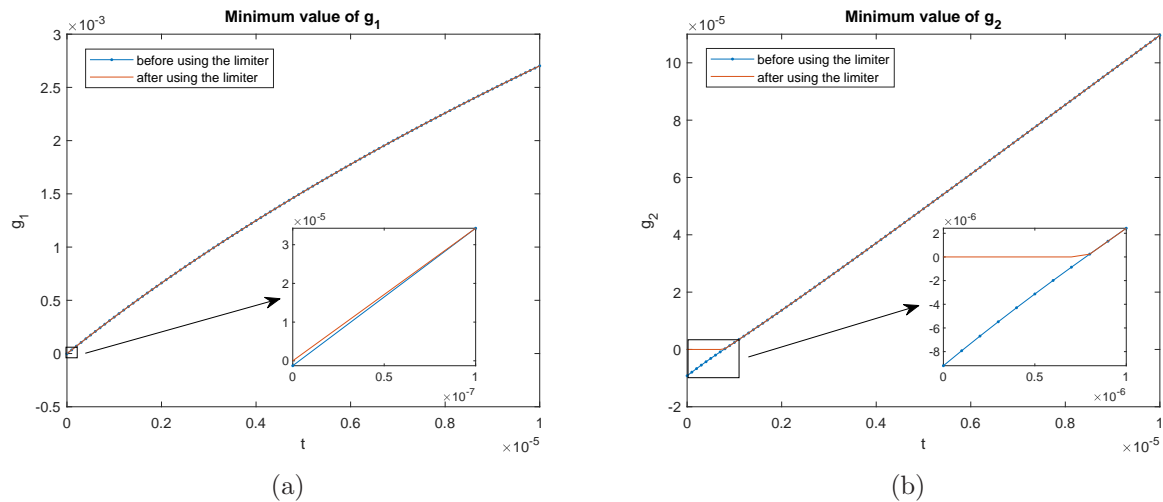 Minimum value of g1
×10-3
3
before using the limiter
after using the limiter
2.5
2
1.5
g1
1
0.5
0
-0.5
×10-5
3
2
1
0
0 0.5 1
×10-7
0 0.2 0.4 0.6 0.8 1
t
×10-5
(a)
Minimum value of g2
×10-5
before using the limiter
after using the limiter
10
8
6
g2
4
2
0
-2
×10-6
2
0
-2
-4
-6
-8
0 0.5 1
×10-6
0 0.2 0.4 0.6 0.8 1
t
×10-5
(b)